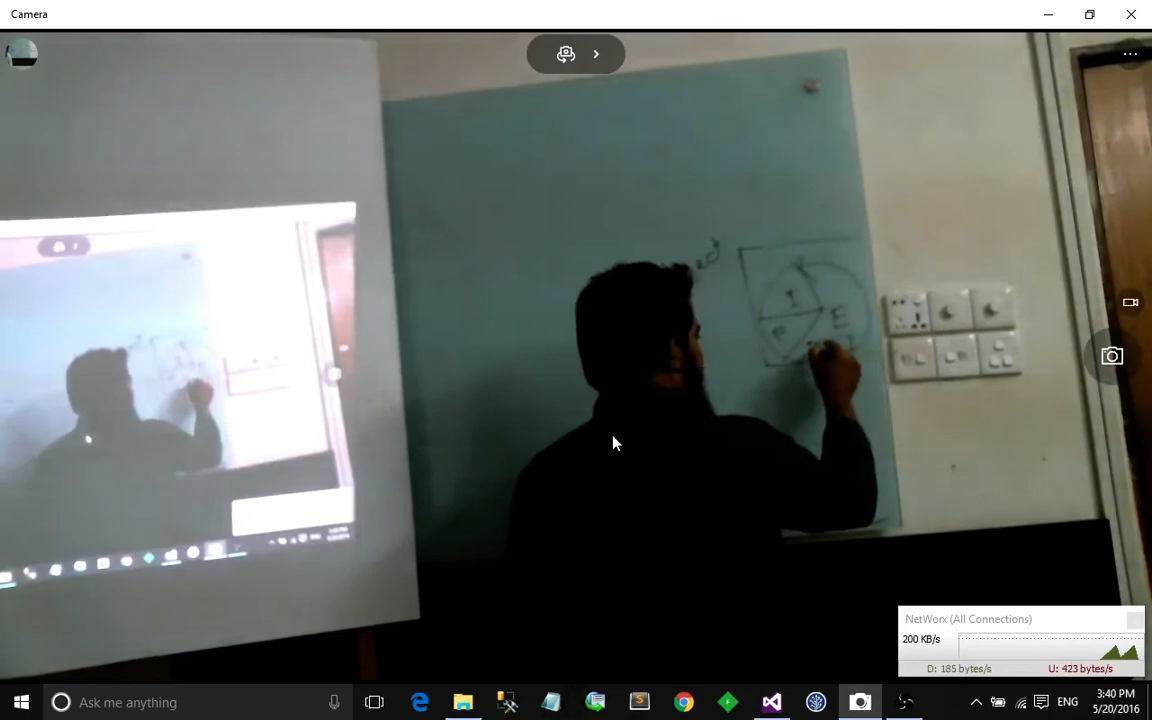 Camera
I
E
P
NetWorx (All Connections)
200 KB/s
D: 185 bytes/s
U: 423 bytes/s
Ask me anything
ENG
3:40 PM
5/20/2016